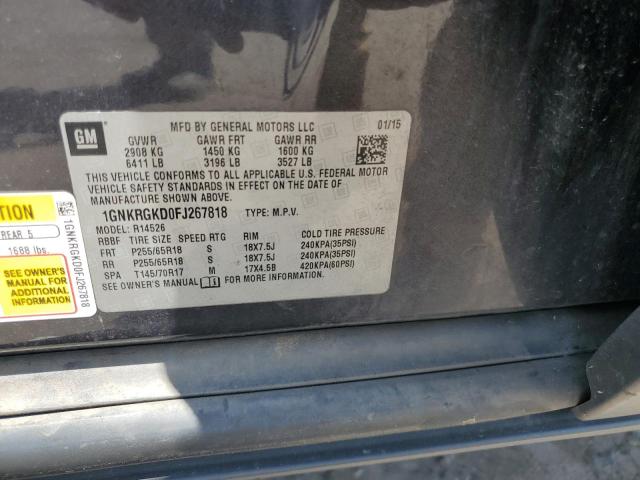 GM
MFD BY GENERAL MOTORS LLC 01/15
GVWR GAWR FRT GAWR RR
2908 KG 1450 KG 1600 KG
6411 LB 3196 LB 3527 LB
THIS VEHICLE CONFORMS TO ALL APPLICABLE U.S. FEDERAL MOTOR
VEHICLE SAFETY STANDARDS IN EFFECT ON THE DATE OF
MANUFACTURE SHOWN ABOVE.
1GNKRGKD0FJ267818 TYPE: M.P.V.
MODEL: R14526
RBBF TIRE SIZE SPEED RTG RIM COLD TIRE PRESSURE
FRT P255/65R18 S 18X7.5J 240KPA(35PSI)
RR P255/65R18 S 18X7.5J 240KPA(35PSI)
SPA T145/70R17 M 17X4.5B 420KPA(60PSI)
SEE OWNER'S MANUAL FOR MORE INFORMATION.
TION
REAR 5
1688 lbs.
SEE OWNER'S
MANUAL FOR
ADDITIONAL
INFORMATION
1GNKRGKD0FJ267818